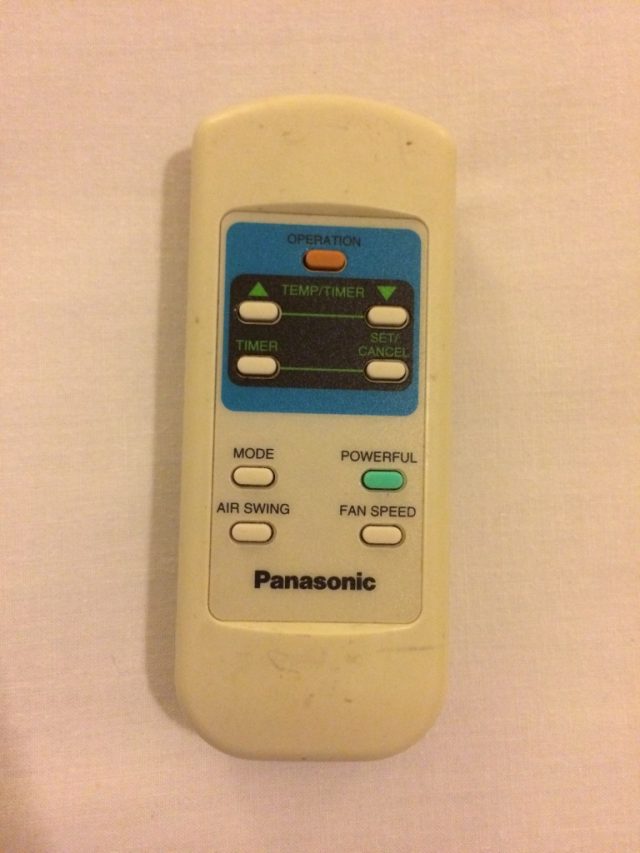 OPERATION
▲ TEMP/TIMER ▼
TIMER
SET/
CANCEL
MODE
POWERFUL
AIR SWING
FAN SPEED
Panasonic